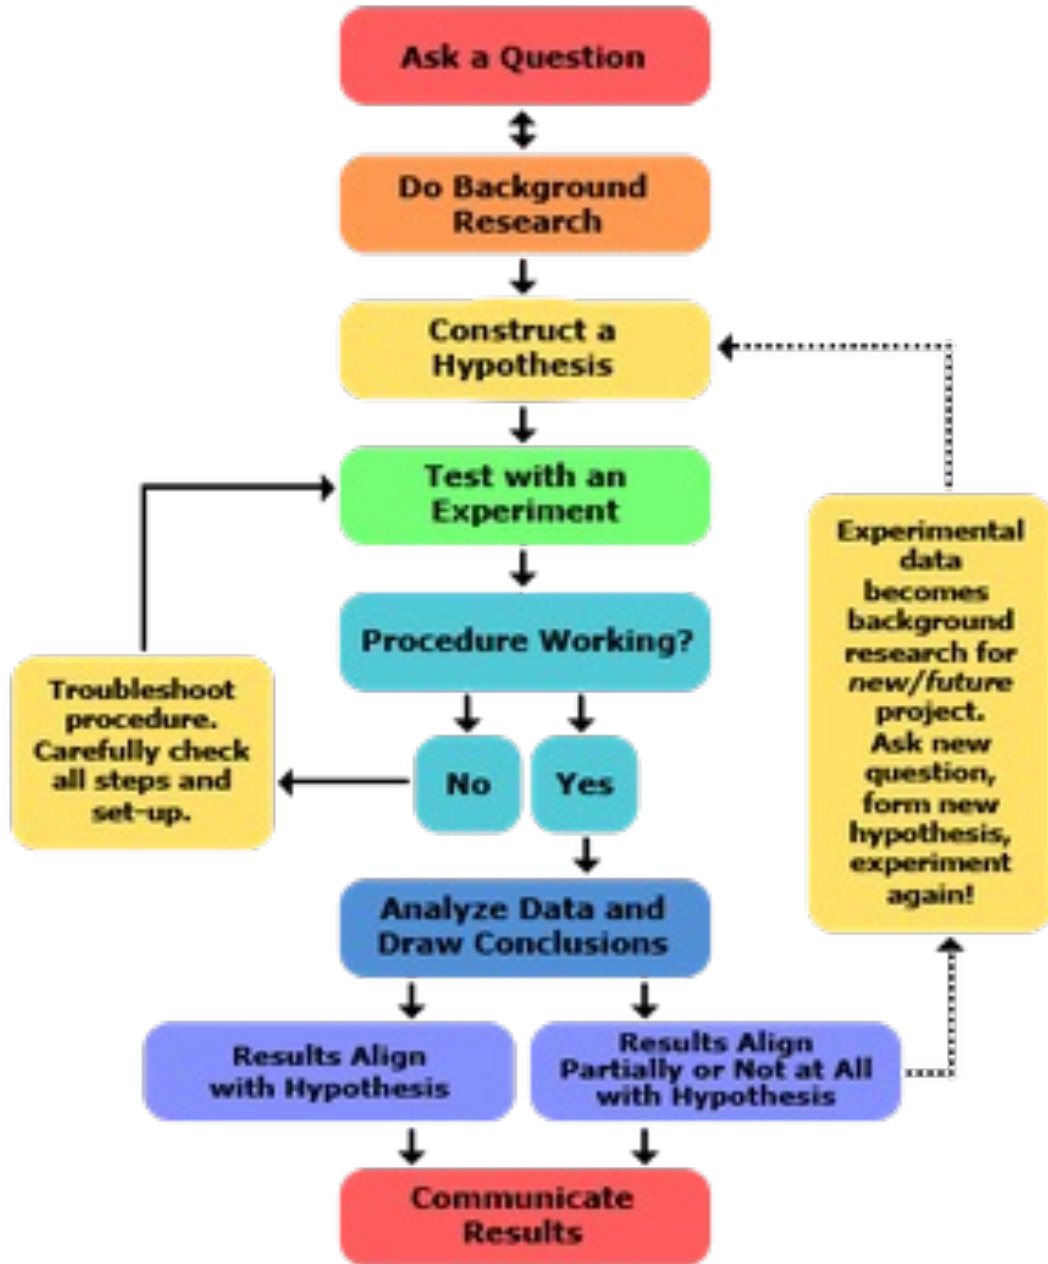 Ask a Question
Do Background
Research
Construct a
Hypothesis
Test with an
Experiment
Procedure Working?
No
Yes
Troubleshoot
procedure.
Carefully check
all steps and
set-up.
Experimental
data
becomes
background
research for
new/future
project.
Ask new
question,
form new
hypothesis,
experiment
again!
Analyze Data and
Draw Conclusions
Results Align
with Hypothesis
Results Align
Partially or Not at All
with Hypothesis
Communicate
Results